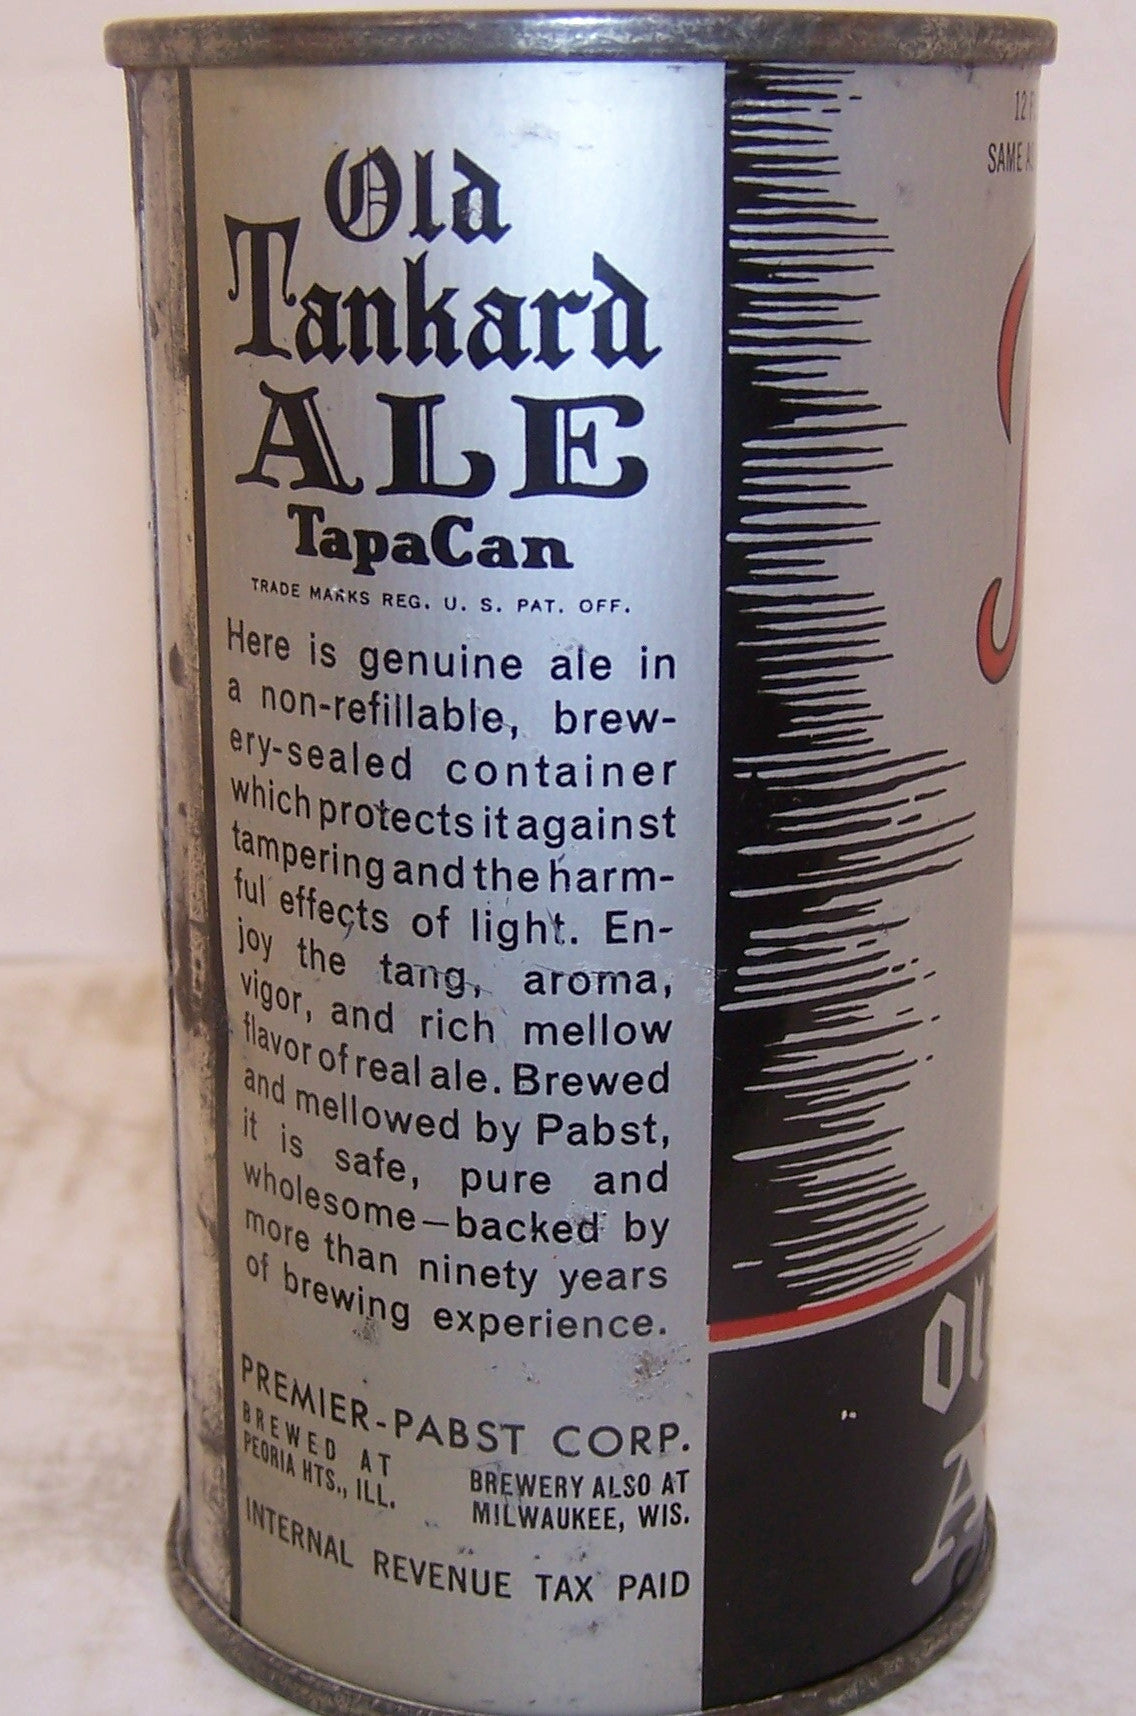 Old
Tankard
ALE
TapaCan
TRADE MARKS REG. U. S. PAT. OFF.
Here is genuine ale in
a non-refillable, brew-
ery-sealed container
which protects it against
tampering and the harm-
ful effects of light. En-
joy the tang, aroma,
vigor, and rich mellow
flavor of real ale. Brewed
and mellowed by Pabst,
it is safe, pure and
wholesome—backed by
more than ninety years
of brewing experience.
PREMIER-PABST CORP.
BREWED AT
PEORIA HTS., ILL.
BREWERY ALSO AT
MILWAUKEE, WIS.
INTERNAL REVENUE TAX PAID
12
SAME